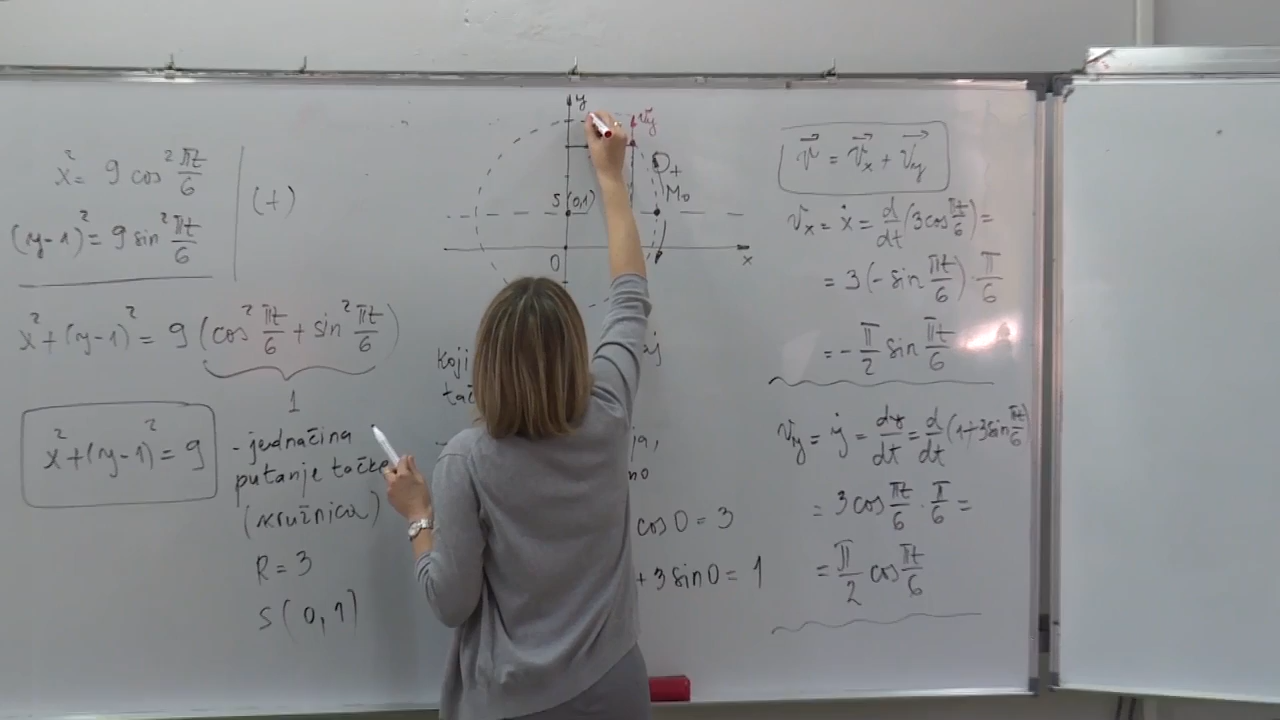 x² = 9 cos² πt/6
(y-1)² = 9 sin² πt/6
(+)
x² + (y-1)² = 9 (cos² πt/6 + sin² πt/6)
1
x² + (y-1)² = 9
- jednačina
putanje tačke
(kružnica)
R = 3
S(0,1)
y
v⃗y
+
S(0,1)
M₀
O
x
koji
no
cos 0 = 3
+ 3 sin 0 = 1
v⃗ = v⃗x + v⃗y
vx = ẋ = d/dt (3 cos πt/6) =
= 3 (-sin πt/6) · π/6
= - π/2 sin πt/6
vy = ẏ = dy/dt = d/dt (1+3 sin πt/6)
= 3 cos πt/6 · π/6 =
= π/2 cos πt/6